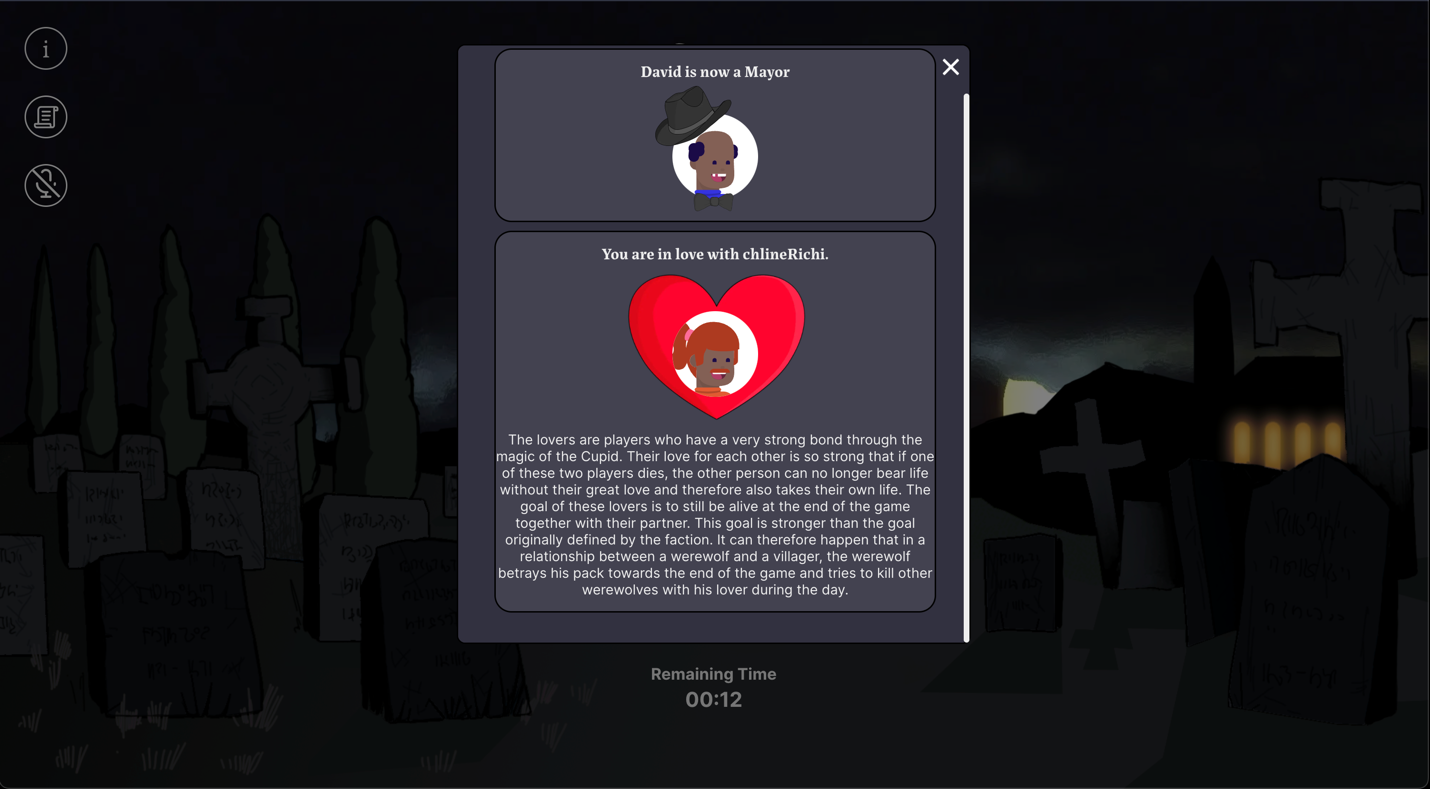 David is now a Mayor
You are in love with chlineRichi.
The lovers are players who have a very strong bond through the
magic of the Cupid. Their love for each other is so strong that if one
of these two players dies, the other person can no longer bear life
without their great love and therefore also takes their own life. The
goal of these lovers is to still be alive at the end of the game
together with their partner. This goal is stronger than the goal
originally defined by the faction. It can therefore happen that in a
relationship between a werewolf and a villager, the werewolf
betrays his pack towards the end of the game and tries to kill other
werewolves with his lover during the day.
Remaining Time
00:12